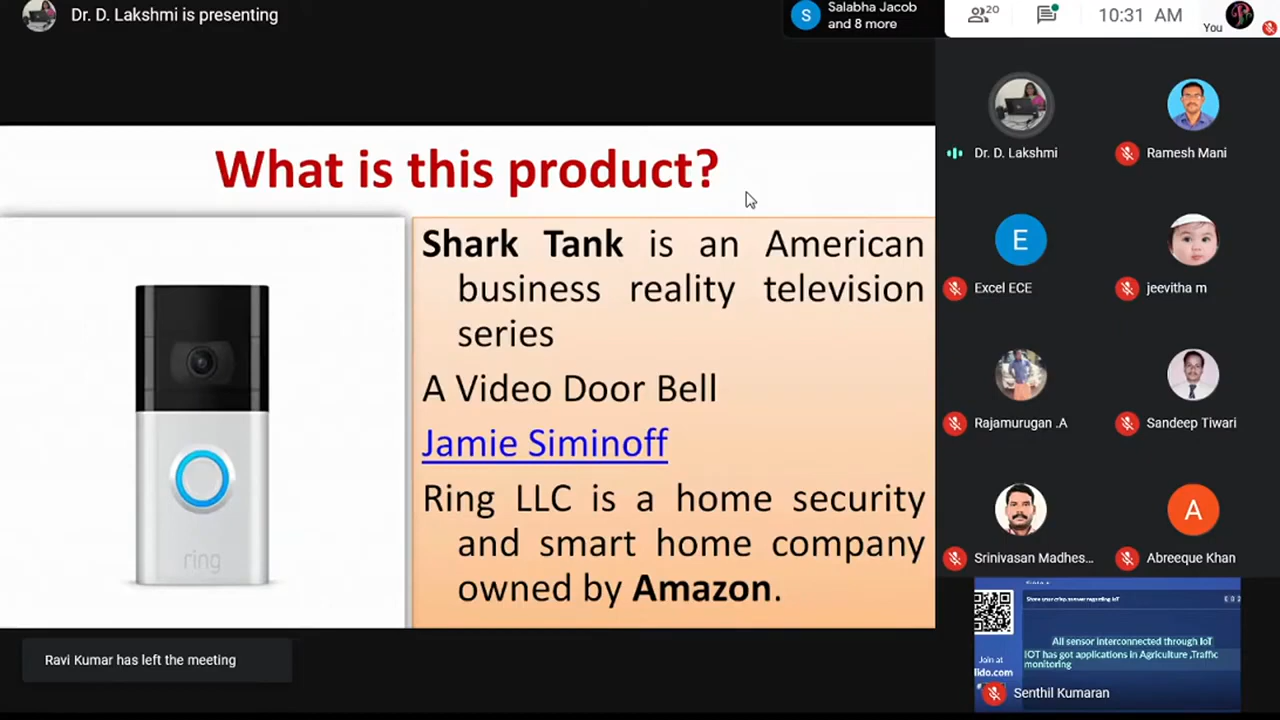 Dr. D. Lakshmi is presenting
S
Salabha Jacob
and 8 more
20
10:31 AM
You
What is this product?
Shark Tank is an American
business reality television
series
A Video Door Bell
Jamie Siminoff
Ring LLC is a home security
and smart home company
owned by Amazon.
ring
Dr. D. Lakshmi
Ramesh Mani
E
Excel ECE
jeevitha m
Rajamurugan .A
Sandeep Tiwari
Srinivasan Madhes...
A
Abreeque Khan
All sensor interconnected through IoT
IOT has got applications in Agriculture ,Traffic
monitoring
Join at
lido.com
Senthil Kumaran
Ravi Kumar has left the meeting